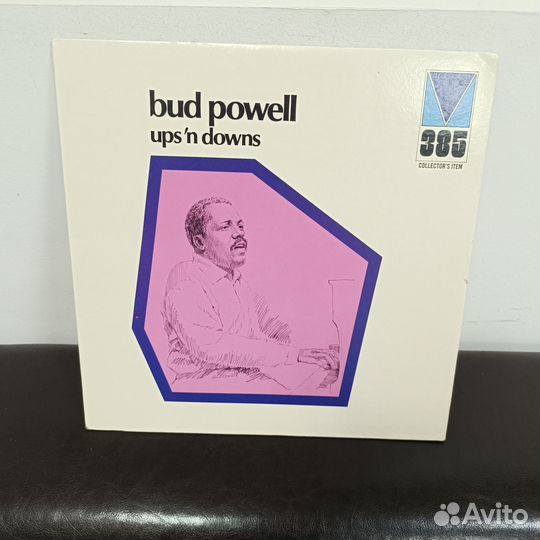 bud powell
ups 'n downs
385
COLLECTOR'S ITEM
Avito